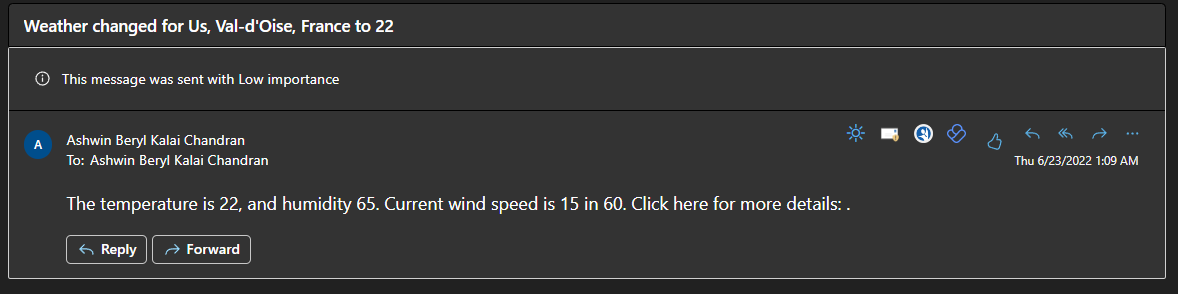 Weather changed for Us, Val-d'Oise, France to 22
This message was sent with Low importance
A
Ashwin Beryl Kalai Chandran
To: Ashwin Beryl Kalai Chandran
Thu 6/23/2022 1:09 AM
The temperature is 22, and humidity 65. Current wind speed is 15 in 60. Click here for more details: .
Reply
Forward